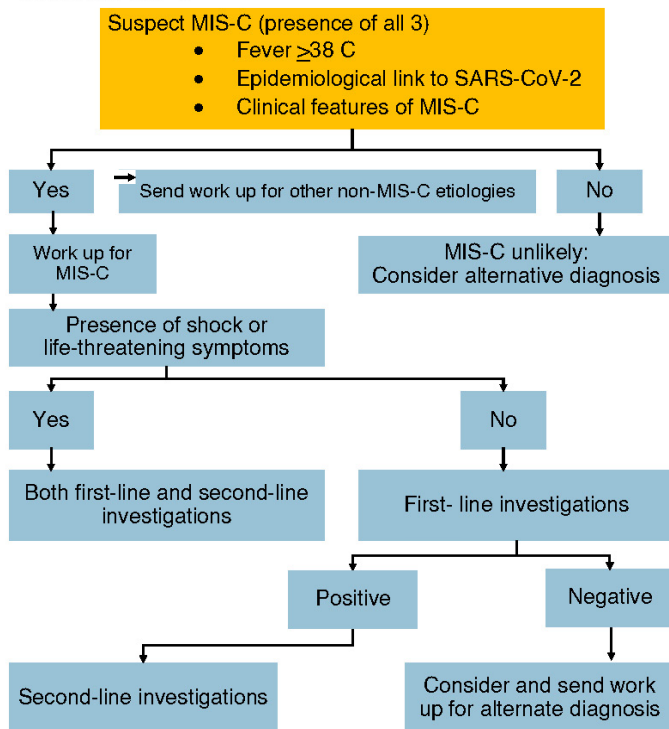 Suspect MIS-C (presence of all 3)
• Fever ≥38 C
• Epidemiological link to SARS-CoV-2
• Clinical features of MIS-C
Yes
Send work up for other non-MIS-C etiologies
No
Work up for
MIS-C
MIS-C unlikely:
Consider alternative diagnosis
Presence of shock or
life-threatening symptoms
Yes
No
Both first-line and second-line
investigations
First- line investigations
Positive
Negative
Second-line investigations
Consider and send work
up for alternate diagnosis